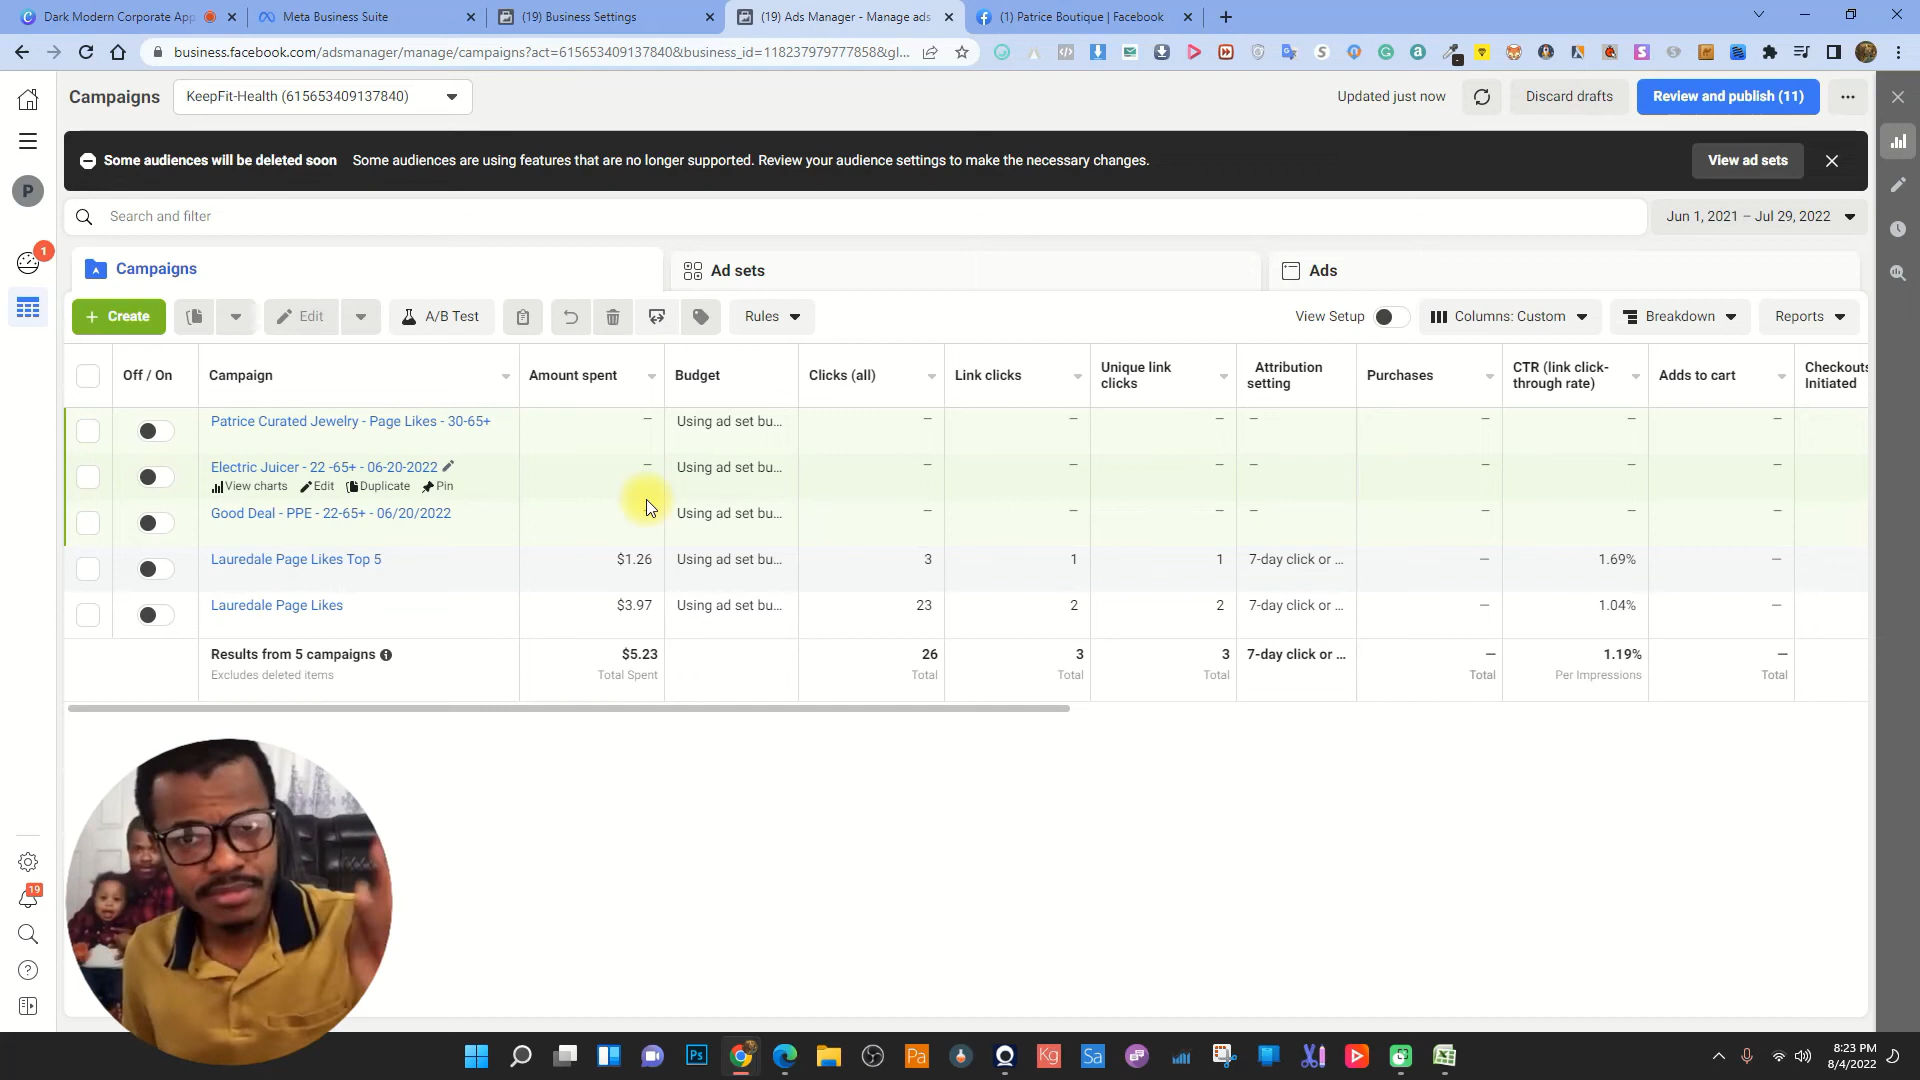 Dark Modern Corporate App
Meta Business Suite
(19) Business Settings
(19) Ads Manager - Manage ads
(1) Patrice Boutique | Facebook
business.facebook.com/adsmanager/manage/campaigns?act=615653409137840&business_id=1182379797777858&gl...
Campaigns
KeepFit-Health (615653409137840)
Updated just now
Discard drafts
Review and publish (11)
Some audiences will be deleted soon Some audiences are using features that are no longer supported. Review your audience settings to make the necessary changes.
View ad sets
P
Search and filter
Jun 1, 2021 – Jul 29, 2022
1
Campaigns
Ad sets
Ads
+ Create
Edit
A/B Test
Rules
View Setup
Columns: Custom
Breakdown
Reports
Off / On
Campaign
Amount spent
Budget
Clicks (all)
Link clicks
Unique link clicks
Attribution setting
Purchases
CTR (link click-through rate)
Adds to cart
Checkouts Initiated
Patrice Curated Jewelry - Page Likes - 30-65+ — Using ad set bu... — — — — — — —
Electric Juicer - 22 -65+ - 06-20-2022 — Using ad set bu... — — — — — — —
View charts Edit Duplicate Pin
Good Deal - PPE - 22-65+ - 06/20/2022 Using ad set bu... — — — — — — —
Lauredale Page Likes Top 5 $1.26 Using ad set bu... 3 1 1 7-day click or ... — 1.69% —
Lauredale Page Likes $3.97 Using ad set bu... 23 2 2 7-day click or ... — 1.04% —
Results from 5 campaigns $5.23 26 3 3 7-day click or ... — 1.19% —
Excludes deleted items Total Spent Total Total Total Total Per Impressions Total
19
Ps
Pa
Kg
Sa
8:23 PM
8/4/2022